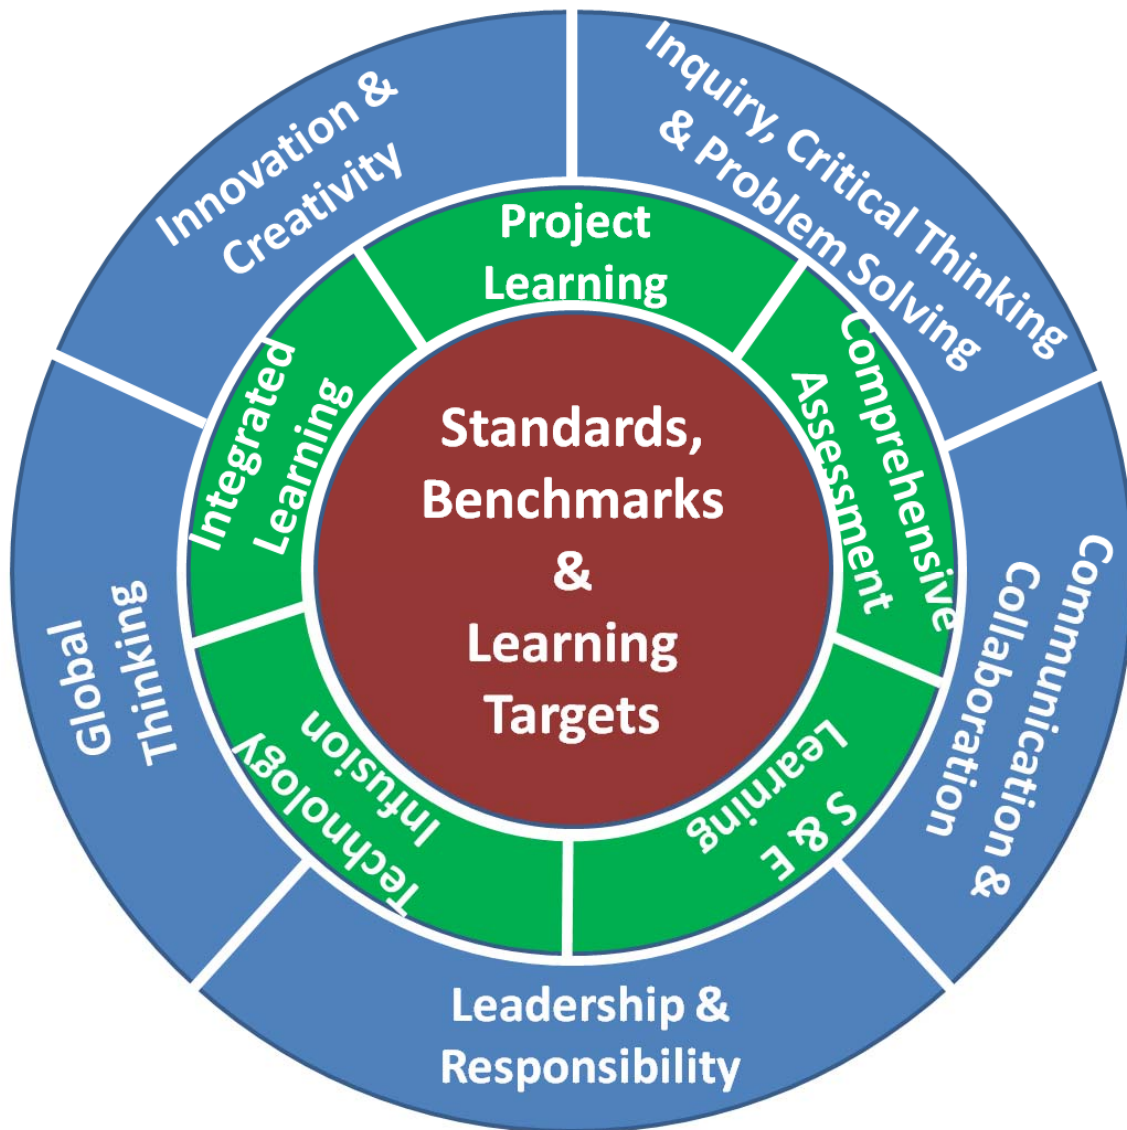 Innovation &
Creativity
Inquiry, Critical Thinking
& Problem Solving
Communication &
Collaboration
Leadership &
Responsibility
Global
Thinking
Project
Learning
Comprehensive
Assessment
S & E
Learning
Technology
Infusion
Integrated
Learning
Standards,
Benchmarks
&
Learning
Targets